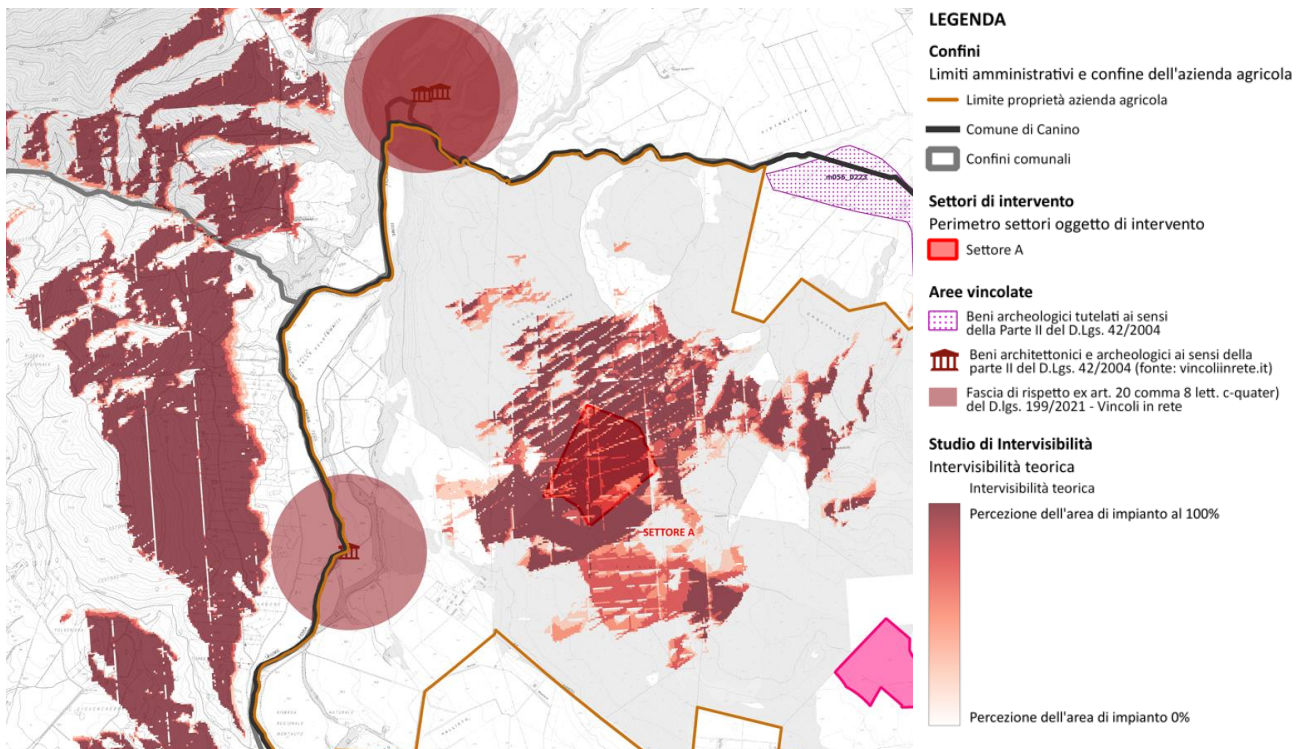 m056_0223
SETTORE A
LEGENDA
Confini
Limiti amministrativi e confine dell'azienda agricola
Limite proprietà azienda agricola
Comune di Canino
Confini comunali
Settori di intervento
Perimetro settori oggetto di intervento
Settore A
Aree vincolate
Beni archeologici tutelati ai sensi
della Parte II del D.Lgs. 42/2004
Beni architettonici e archeologici ai sensi della
parte II del D.Lgs. 42/2004 (fonte: vincoliinrete.it)
Fascia di rispetto ex art. 20 comma 8 lett. c-quater)
del D.lgs. 199/2021 - Vincoli in rete
Studio di Intervisibilità
Intervisibilità teorica
Intervisibilità teorica
Percezione dell'area di impianto al 100%
Percezione dell'area di impianto 0%